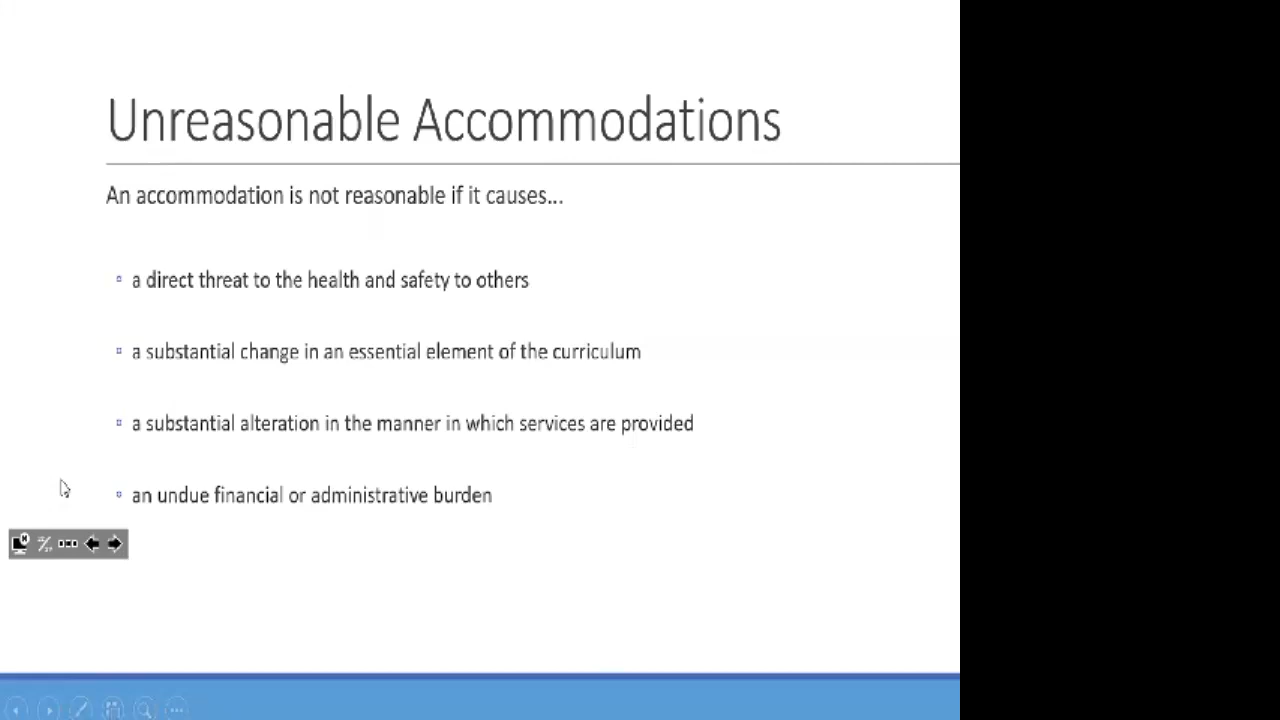 Unreasonable Accommodations
An accommodation is not reasonable if it causes...
a direct threat to the health and safety to others
a substantial change in an essential element of the curriculum
a substantial alteration in the manner in which services are provided
an undue financial or administrative burden